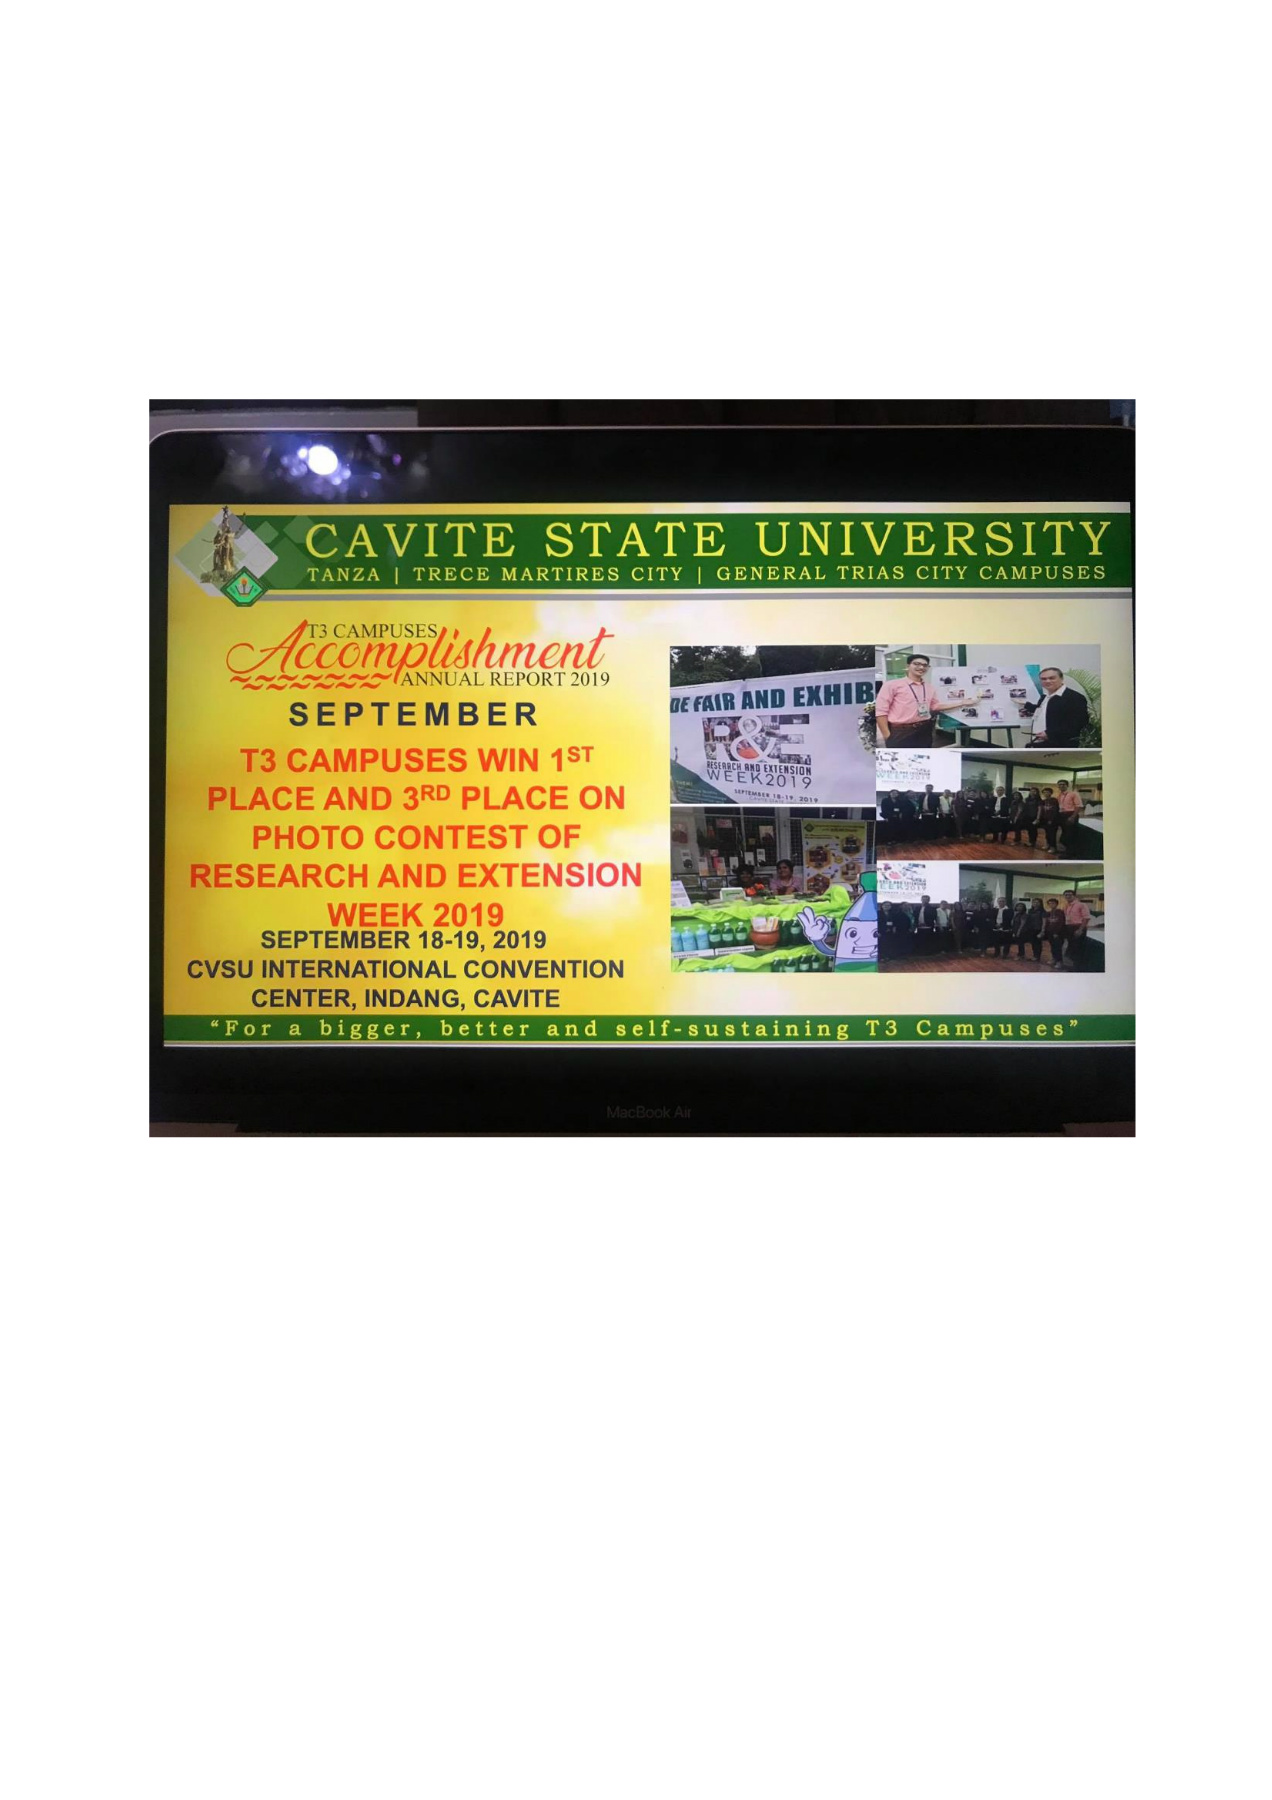 CAVITE STATE UNIVERSITY
TANZA | TRECE MARTIRES CITY | GENERAL TRIAS CITY CAMPUSES
T3 CAMPUSES
Accomplishment
ANNUAL REPORT 2019
SEPTEMBER
T3 CAMPUSES WIN 1ST
PLACE AND 3RD PLACE ON
PHOTO CONTEST OF
RESEARCH AND EXTENSION
WEEK 2019
SEPTEMBER 18-19, 2019
CVSU INTERNATIONAL CONVENTION
CENTER, INDANG, CAVITE
DE FAIR AND EXHIB
R&E
RESEARCH AND EXTENSION
WEEK2019
SEPTEMBER 18-19, 2019
"For a bigger, better and self-sustaining T3 Campuses"
MacBook Air